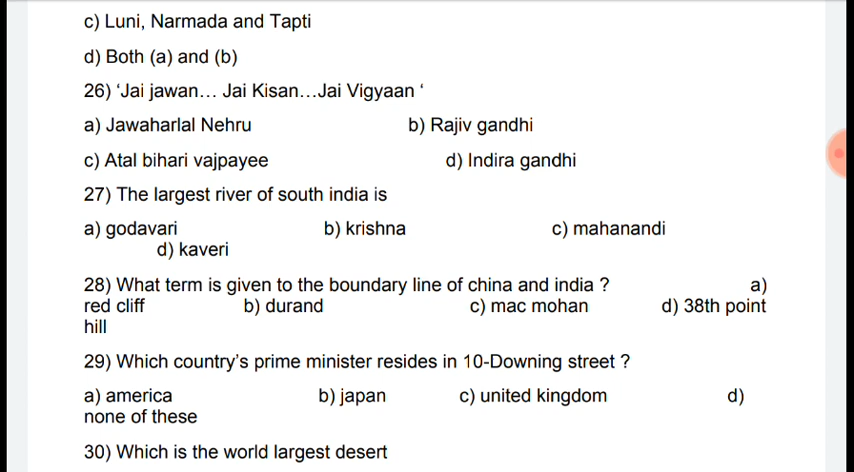 c) Luni, Narmada and Tapti
d) Both (a) and (b)
26) ‘Jai jawan… Jai Kisan…Jai Vigyaan ‘
a) Jawaharlal Nehru b) Rajiv gandhi
c) Atal bihari vajpayee d) Indira gandhi
27) The largest river of south india is
a) godavari b) krishna c) mahanandi
d) kaveri
28) What term is given to the boundary line of china and india ? a)
red cliff b) durand c) mac mohan d) 38th point
hill
29) Which country’s prime minister resides in 10-Downing street ?
a) america b) japan c) united kingdom d)
none of these
30) Which is the world largest desert